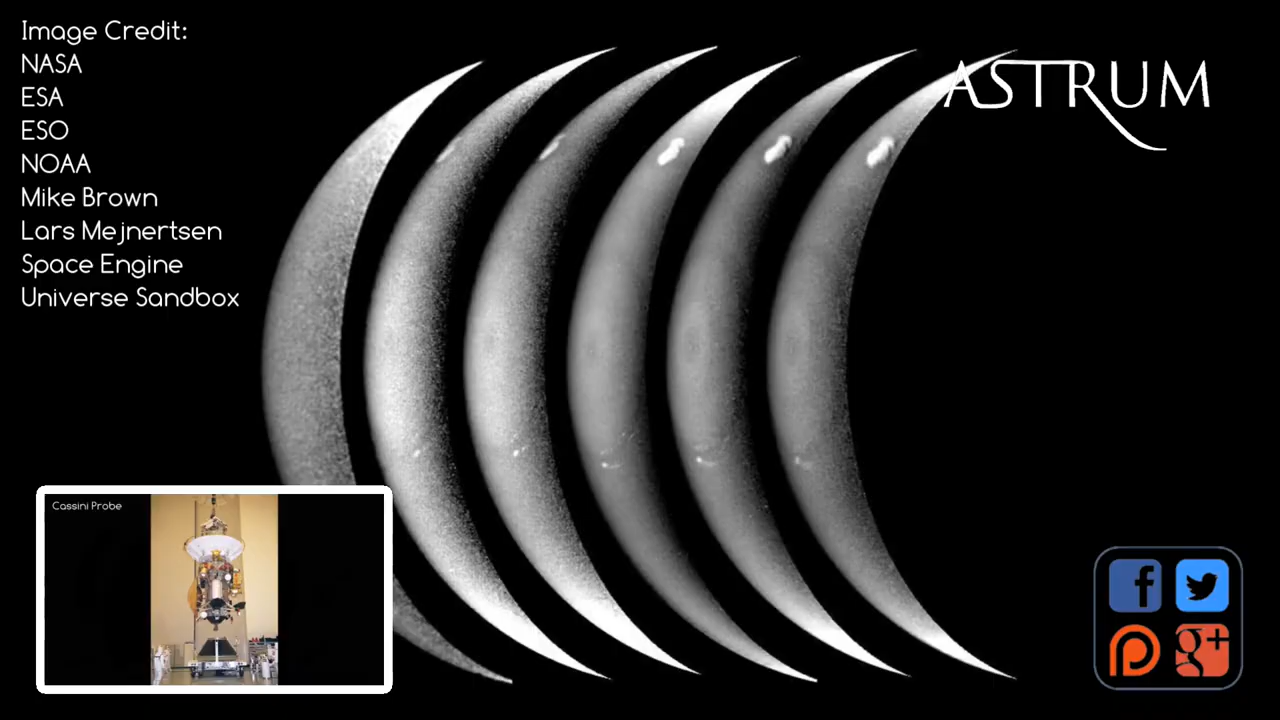 Image Credit:
NASA
ESA
ESO
NOAA
Mike Brown
Lars Mejnertsen
Space Engine
Universe Sandbox
ASTRUM
Cassini Probe